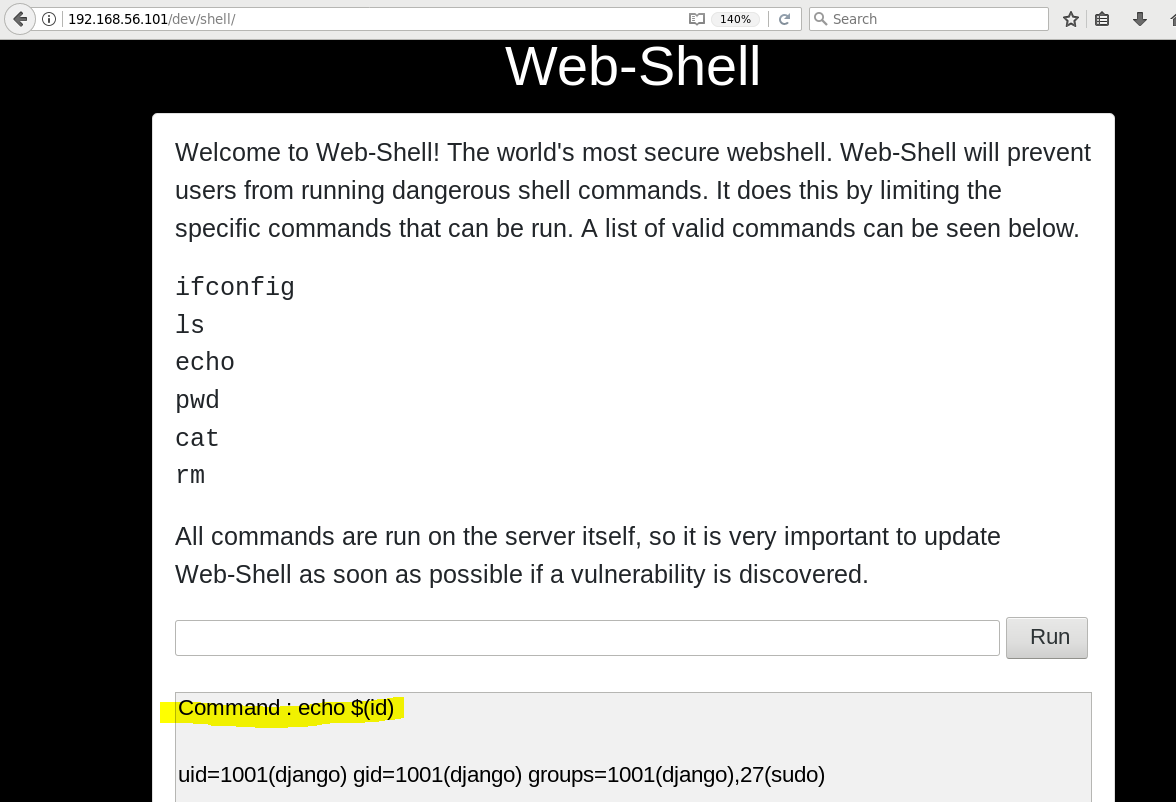 192.168.56.101/dev/shell/
140%
Search
Web-Shell
Welcome to Web-Shell! The world's most secure webshell. Web-Shell will prevent
users from running dangerous shell commands. It does this by limiting the
specific commands that can be run. A list of valid commands can be seen below.
ifconfig
ls
echo
pwd
cat
rm
All commands are run on the server itself, so it is very important to update
Web-Shell as soon as possible if a vulnerability is discovered.
Run
Command : echo $(id)
uid=1001(django) gid=1001(django) groups=1001(django),27(sudo)